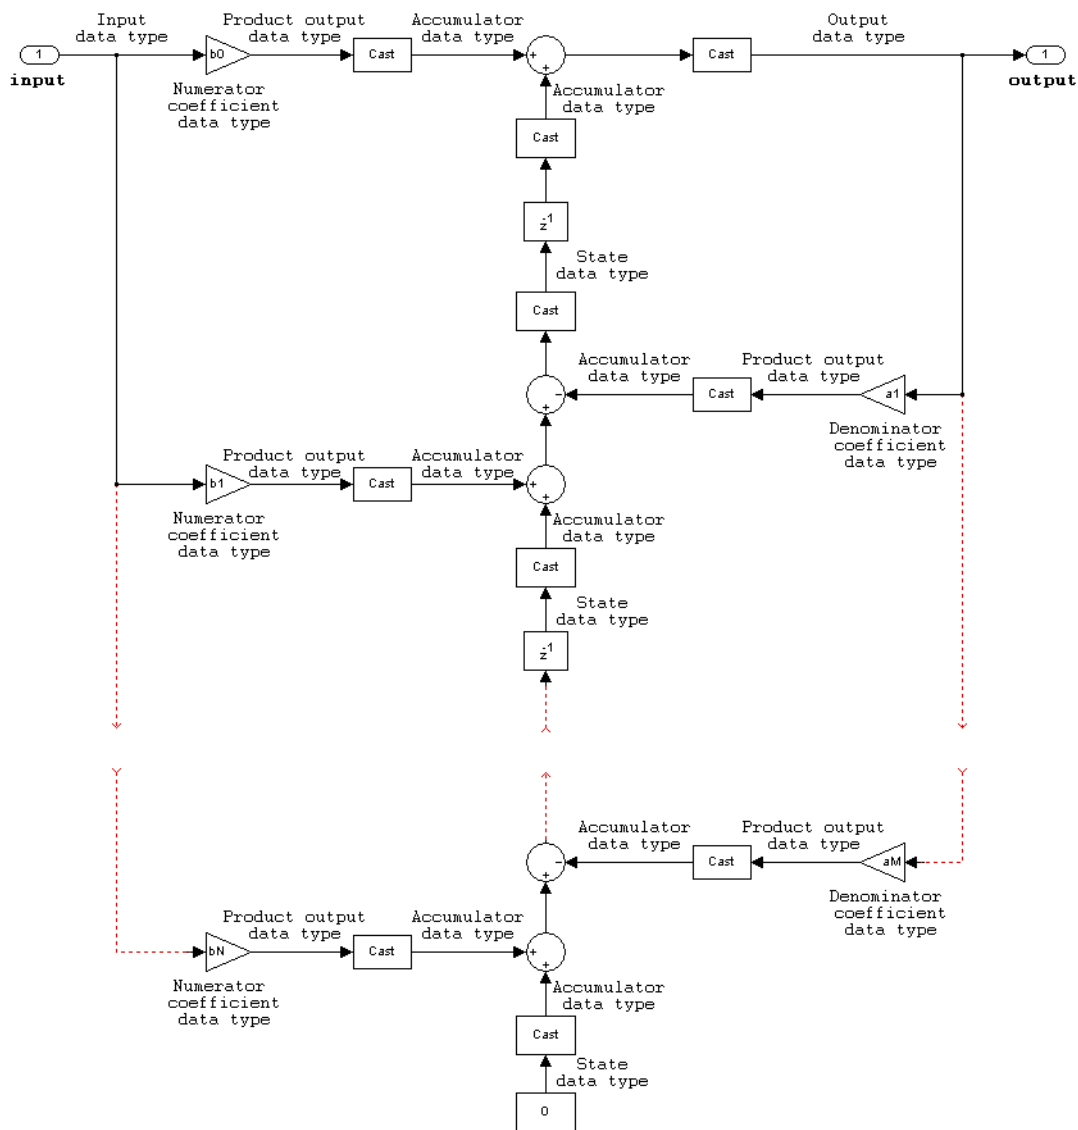 Input
data type
Product output
data type
Accumulator
data type
Output
data type
1
input
b0
Cast
Cast
+
+
Cast
1
output
Numerator
coefficient
data type
Accumulator
data type
Cast
z-1
State
data type
Cast
Accumulator
data type
Product output
data type
-
+
Cast
a1
Denominator
coefficient
data type
Product output
data type
Accumulator
data type
b1
Cast
+
+
Numerator
coefficient
data type
Accumulator
data type
Cast
State
data type
z-1
Accumulator
data type
Product output
data type
-
+
Cast
aM
Denominator
coefficient
data type
Product output
data type
Accumulator
data type
bN
Cast
+
+
Numerator
coefficient
data type
Accumulator
data type
Cast
State
data type
0